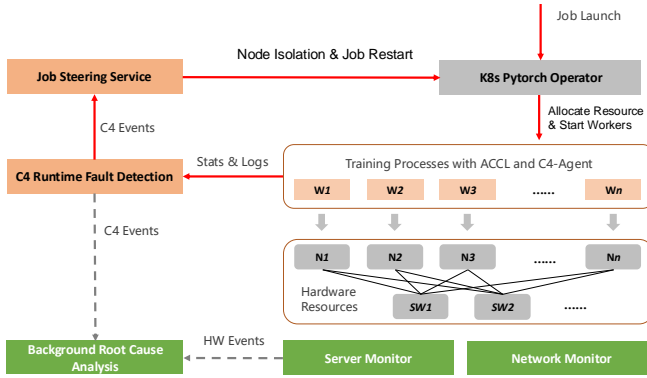 Job Launch
Node Isolation & Job Restart
Job Steering Service
K8s Pytorch Operator
Allocate Resource
& Start Workers
C4 Events
Stats & Logs
Training Processes with ACCL and C4-Agent
C4 Runtime Fault Detection
W1 W2 W3 ...... Wn
C4 Events
N1 N2 N3 ...... Nn
Hardware
Resources
SW1 SW2 ......
HW Events
Background Root Cause
Analysis
Server Monitor
Network Monitor